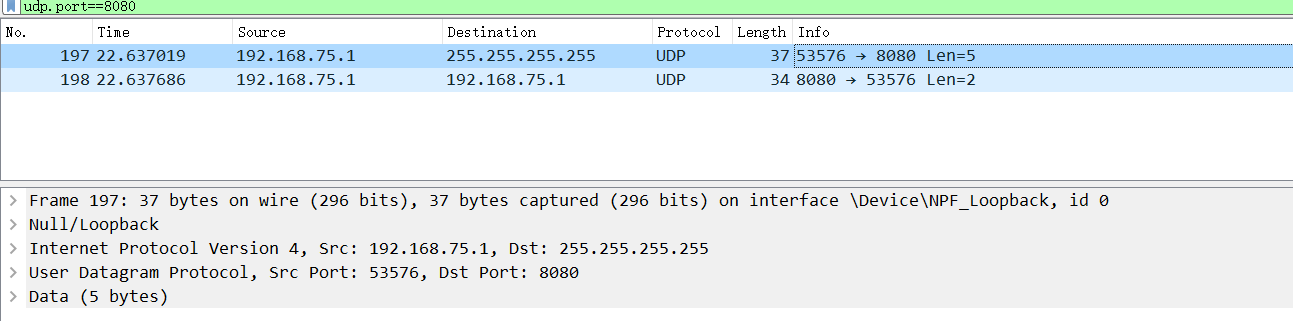 udp.port==8080
No. Time Source Destination Protocol Length Info
197 22.637019 192.168.75.1 255.255.255.255 UDP 37 53576 → 8080 Len=5
198 22.637686 192.168.75.1 192.168.75.1 UDP 34 8080 → 53576 Len=2
Frame 197: 37 bytes on wire (296 bits), 37 bytes captured (296 bits) on interface \Device\NPF_Loopback, id 0
Null/Loopback
Internet Protocol Version 4, Src: 192.168.75.1, Dst: 255.255.255.255
User Datagram Protocol, Src Port: 53576, Dst Port: 8080
Data (5 bytes)